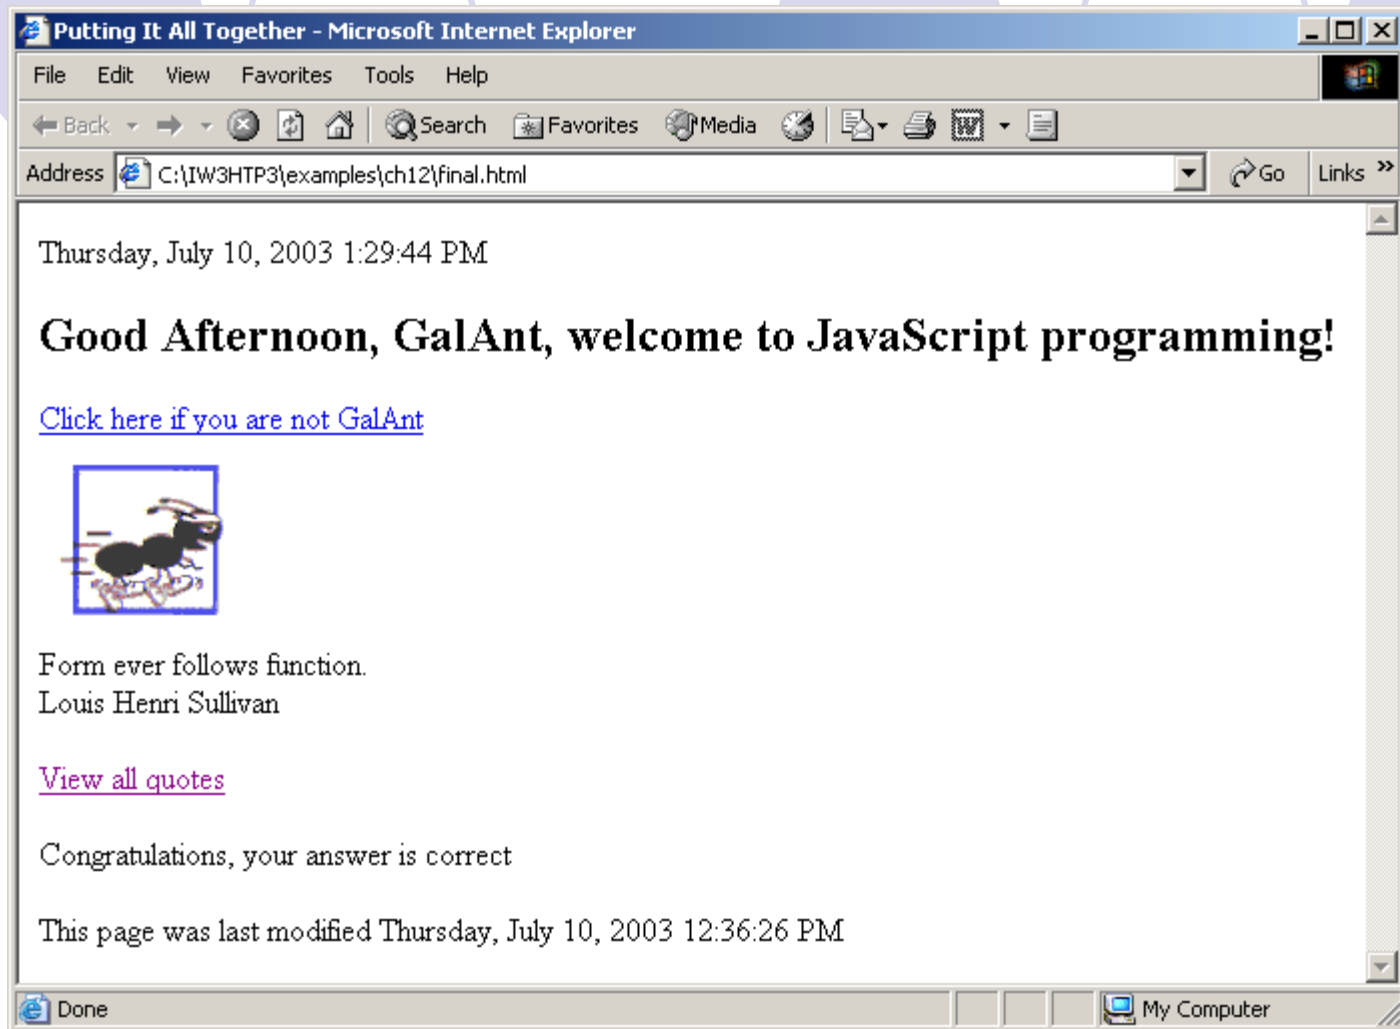 Putting It All Together - Microsoft Internet Explorer
File Edit View Favorites Tools Help
Back Search Favorites Media
Address C:\IW3HTP3\examples\ch12\final.html Go Links »
Thursday, July 10, 2003 1:29:44 PM
Good Afternoon, GalAnt, welcome to JavaScript programming!
Click here if you are not GalAnt
Form ever follows function.
Louis Henri Sullivan
View all quotes
Congratulations, your answer is correct
This page was last modified Thursday, July 10, 2003 12:36:26 PM
Done My Computer